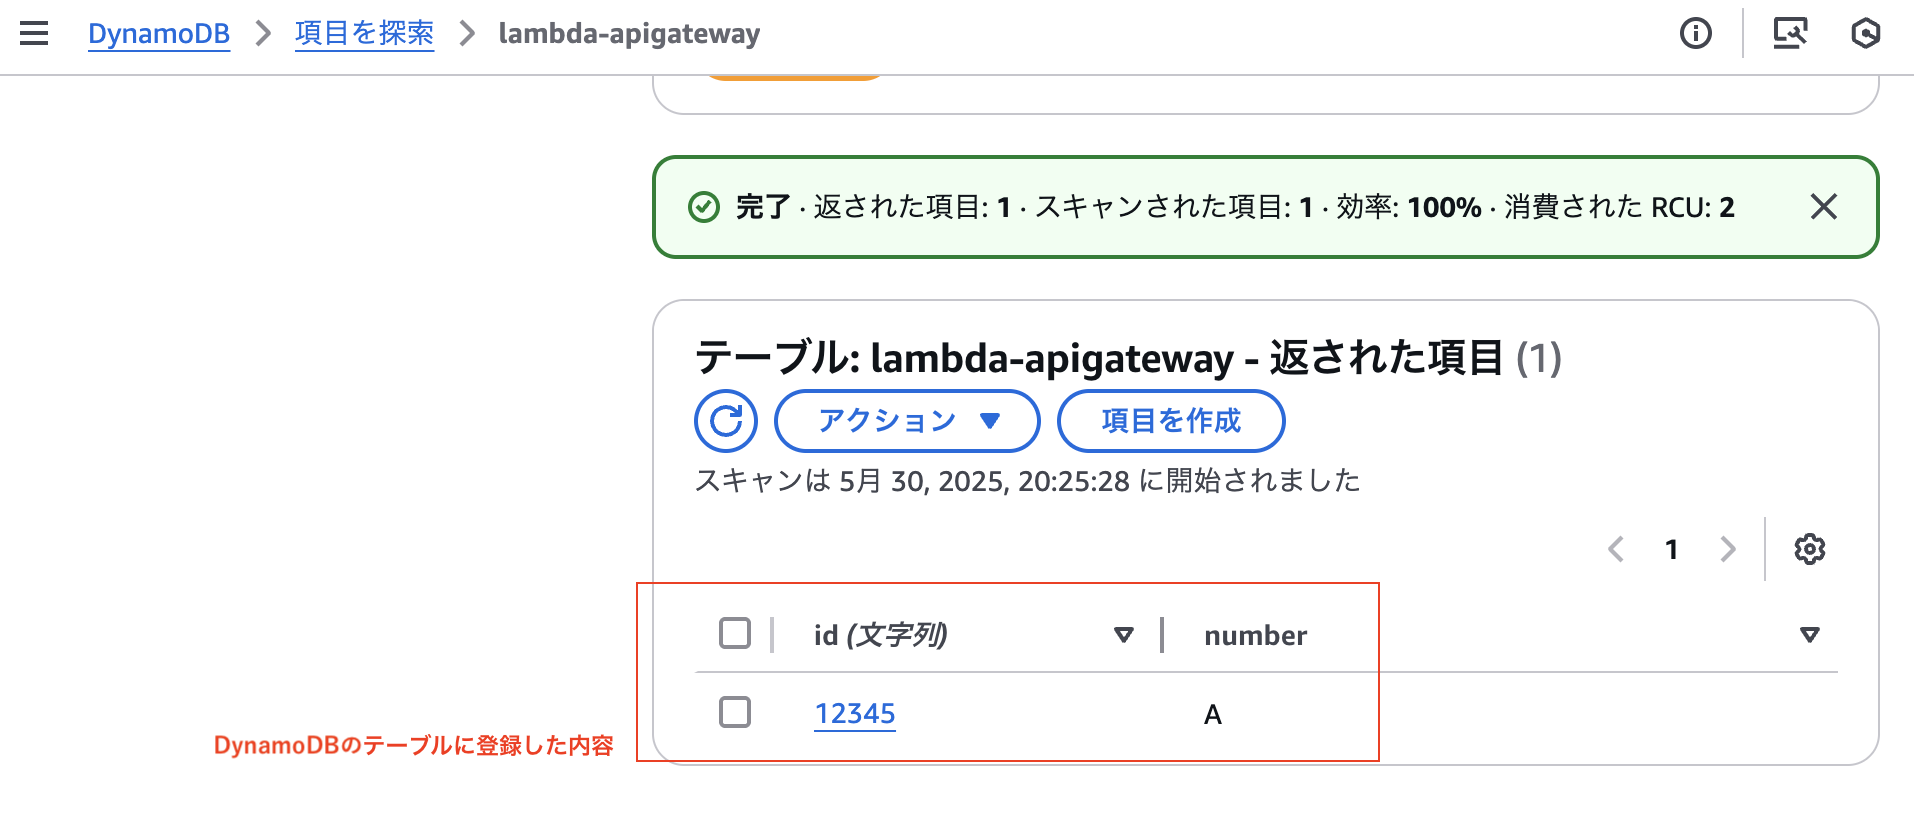 DynamoDB > 項目を探索 > lambda-apigateway
完了 · 返された項目: 1 · スキャンされた項目: 1 · 効率: 100% · 消費された RCU: 2
テーブル: lambda-apigateway - 返された項目 (1)
アクション 項目を作成
スキャンは 5月 30, 2025, 20:25:28 に開始されました
1
id (文字列) number
12345 A
DynamoDBのテーブルに登録した内容